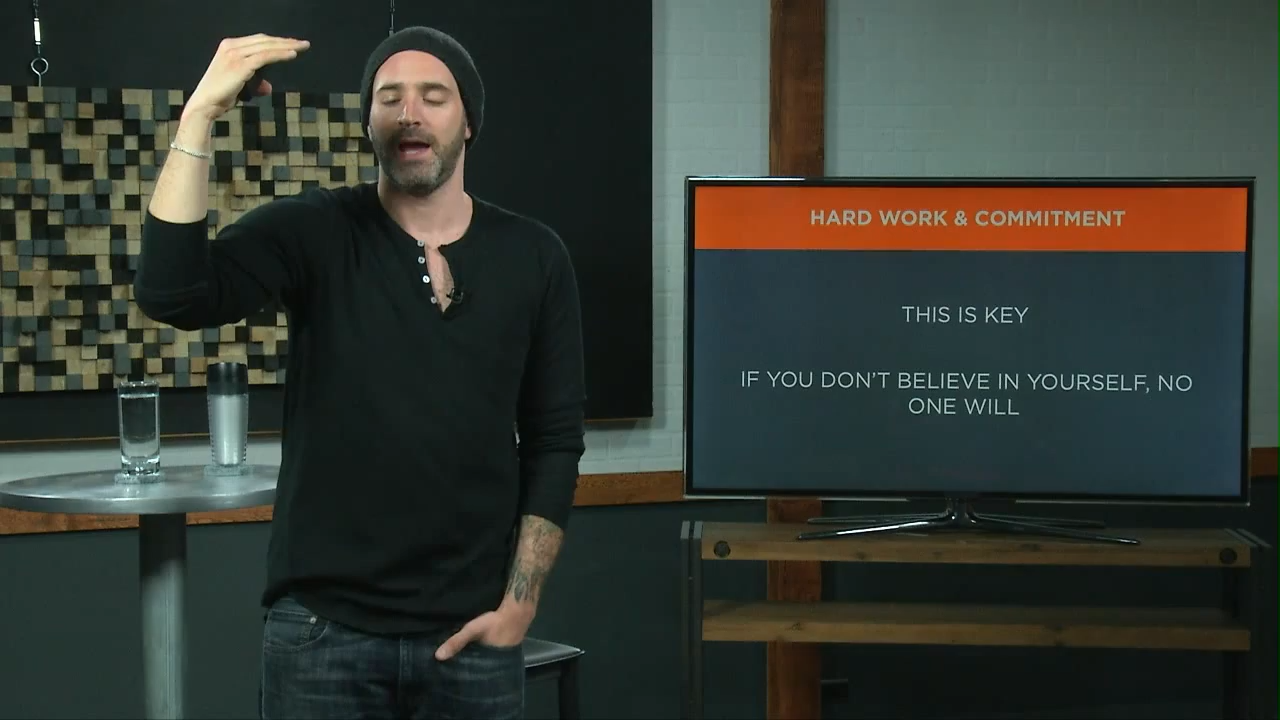 HARD WORK & COMMITMENT
THIS IS KEY
IF YOU DON'T BELIEVE IN YOURSELF, NO
ONE WILL